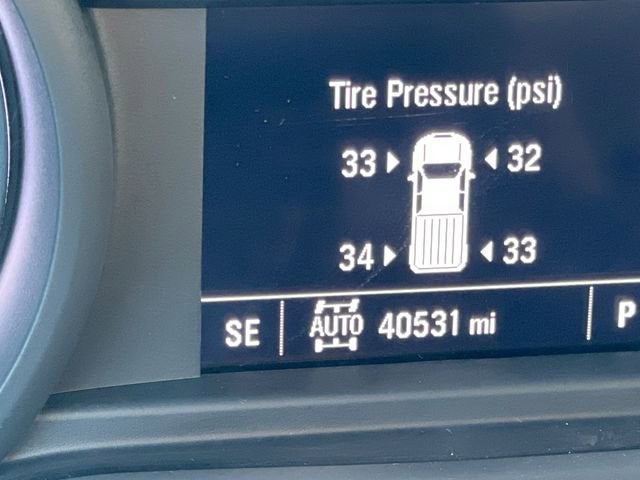 Tire Pressure (psi)
33 32
34 33
SE AUTO 40531 mi P